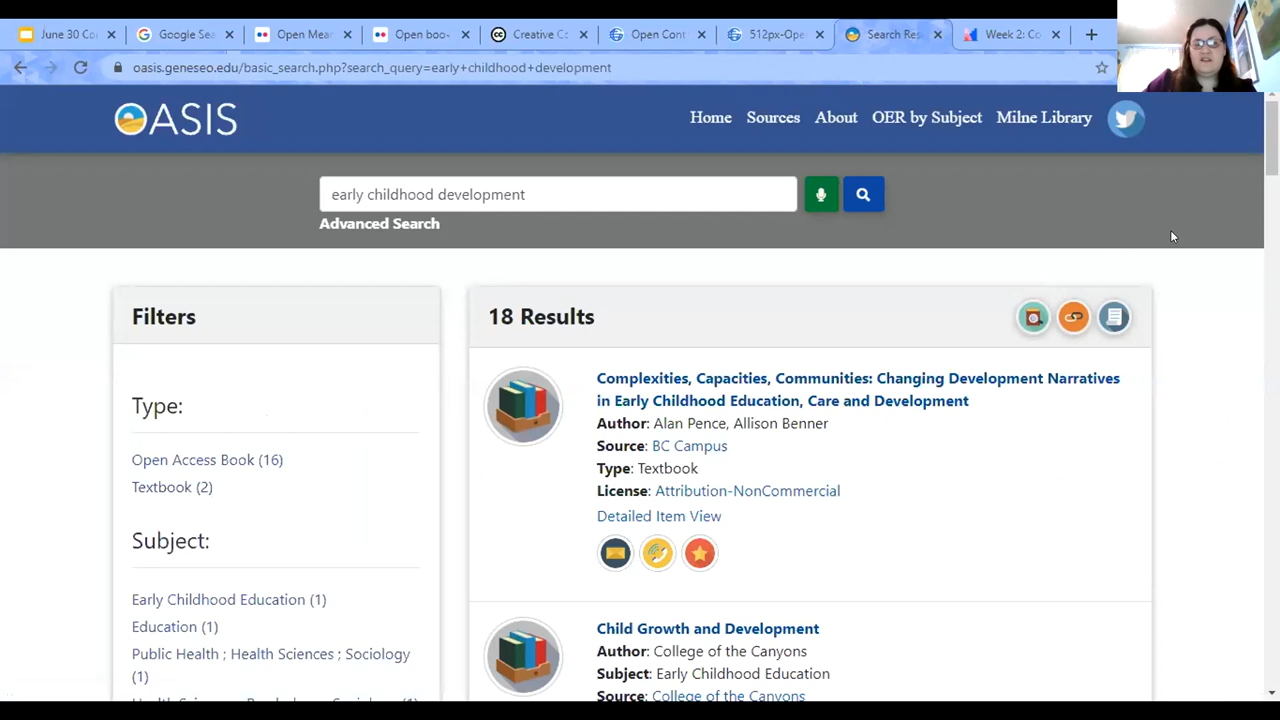 June 30 Co
Google Sea
Open Mea
Open boo
Creative C
Open Cont
512px-Ope
Search Res
Week 2: Co
oasis.geneseo.edu/basic_search.php?search_query=early+childhood+development
OASIS
Home Sources About OER by Subject Milne Library
early childhood development
Advanced Search
Filters
Type:
Open Access Book (16)
Textbook (2)
Subject:
Early Childhood Education (1)
Education (1)
Public Health ; Health Sciences ; Sociology
(1)
18 Results
Complexities, Capacities, Communities: Changing Development Narratives
in Early Childhood Education, Care and Development
Author: Alan Pence, Allison Benner
Source: BC Campus
Type: Textbook
License: Attribution-NonCommercial
Detailed Item View
Child Growth and Development
Author: College of the Canyons
Subject: Early Childhood Education
Source: College of the Canyons